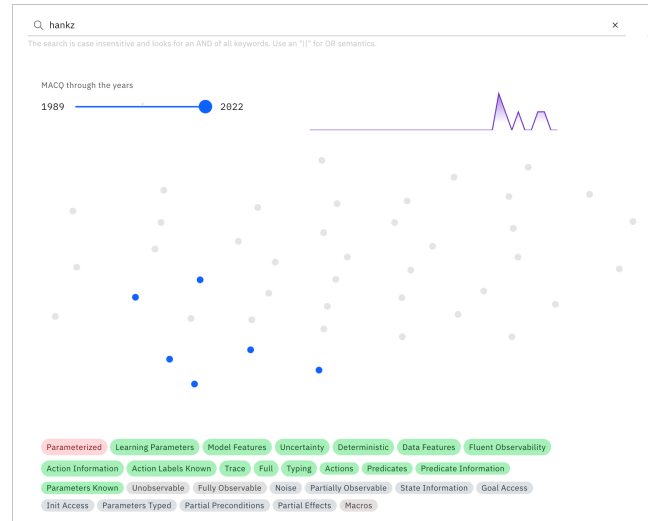 hankz ×
The search is case insensitive and looks for an AND of all keywords. Use an "||" for OR semantics.
MACQ through the years
1989 2022
Parameterized Learning Parameters Model Features Uncertainty Deterministic Data Features Fluent Observability
Action Information Action Labels Known Trace Full Typing Actions Predicates Predicate Information
Parameters Known Unobservable Fully Observable Noise Partially Observable State Information Goal Access
Init Access Parameters Typed Partial Preconditions Partial Effects Macros